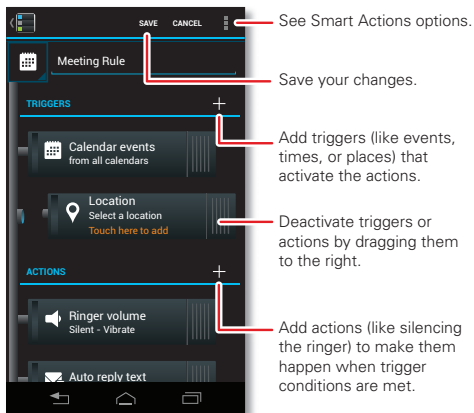 SAVE CANCEL
See Smart Actions options.
Meeting Rule
Save your changes.
TRIGGERS +
Calendar events
from all calendars
Add triggers (like events,
times, or places) that
activate the actions.
Location
Select a location
Touch here to add
Deactivate triggers or
actions by dragging them
to the right.
ACTIONS +
Ringer volume
Silent - Vibrate
Add actions (like silencing
the ringer) to make them
happen when trigger
conditions are met.
Auto reply text